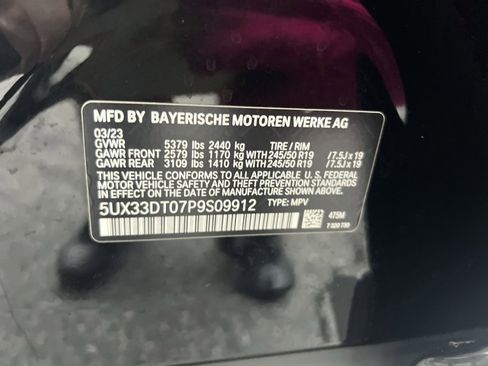 MFD BY BAYERISCHE MOTOREN WERKE AG
03/23
GVWR 5379 lbs 2440 kg TIRE / RIM
GAWR FRONT 2579 lbs 1170 kg WITH 245/50 R19 / 7.5J x 19
GAWR REAR 3109 lbs 1410 kg WITH 245/50 R19 / 7.5J x 19
THIS VEHICLE CONFORMS TO ALL APPLICABLE U.S. FEDERAL
MOTOR VEHICLE SAFETY AND THEFT PREVENTION STANDARDS
IN EFFECT ON THE DATE OF MANUFACTURE SHOWN ABOVE.
5UX33DT07P9S09912 TYPE: MPV
475M